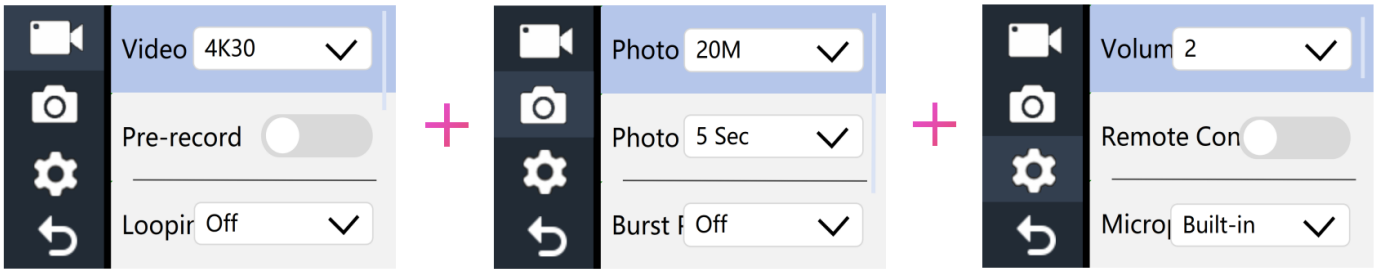 Video 4K30
Pre-record
Loopir Off
Photo 20M
Photo 5 Sec
Burst Off
Volum 2
Remote Con
Micro Built-in